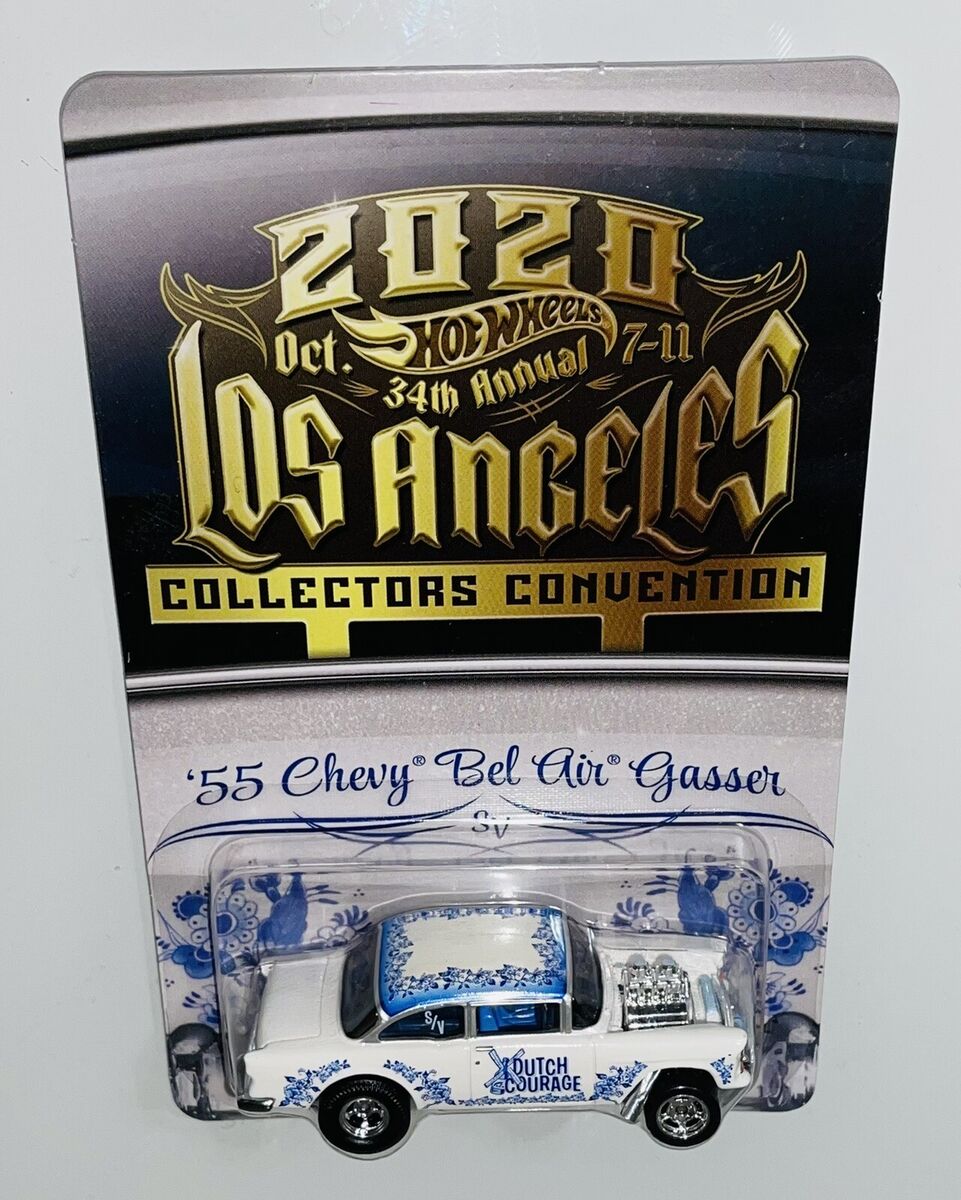 2020
Oct. HOT WHEELS 7-11
34th Annual
LOS ANGELES
COLLECTORS CONVENTION
'55 Chevy® Bel Air® Gasser
S/V
S/V
DUTCH
COURAGE